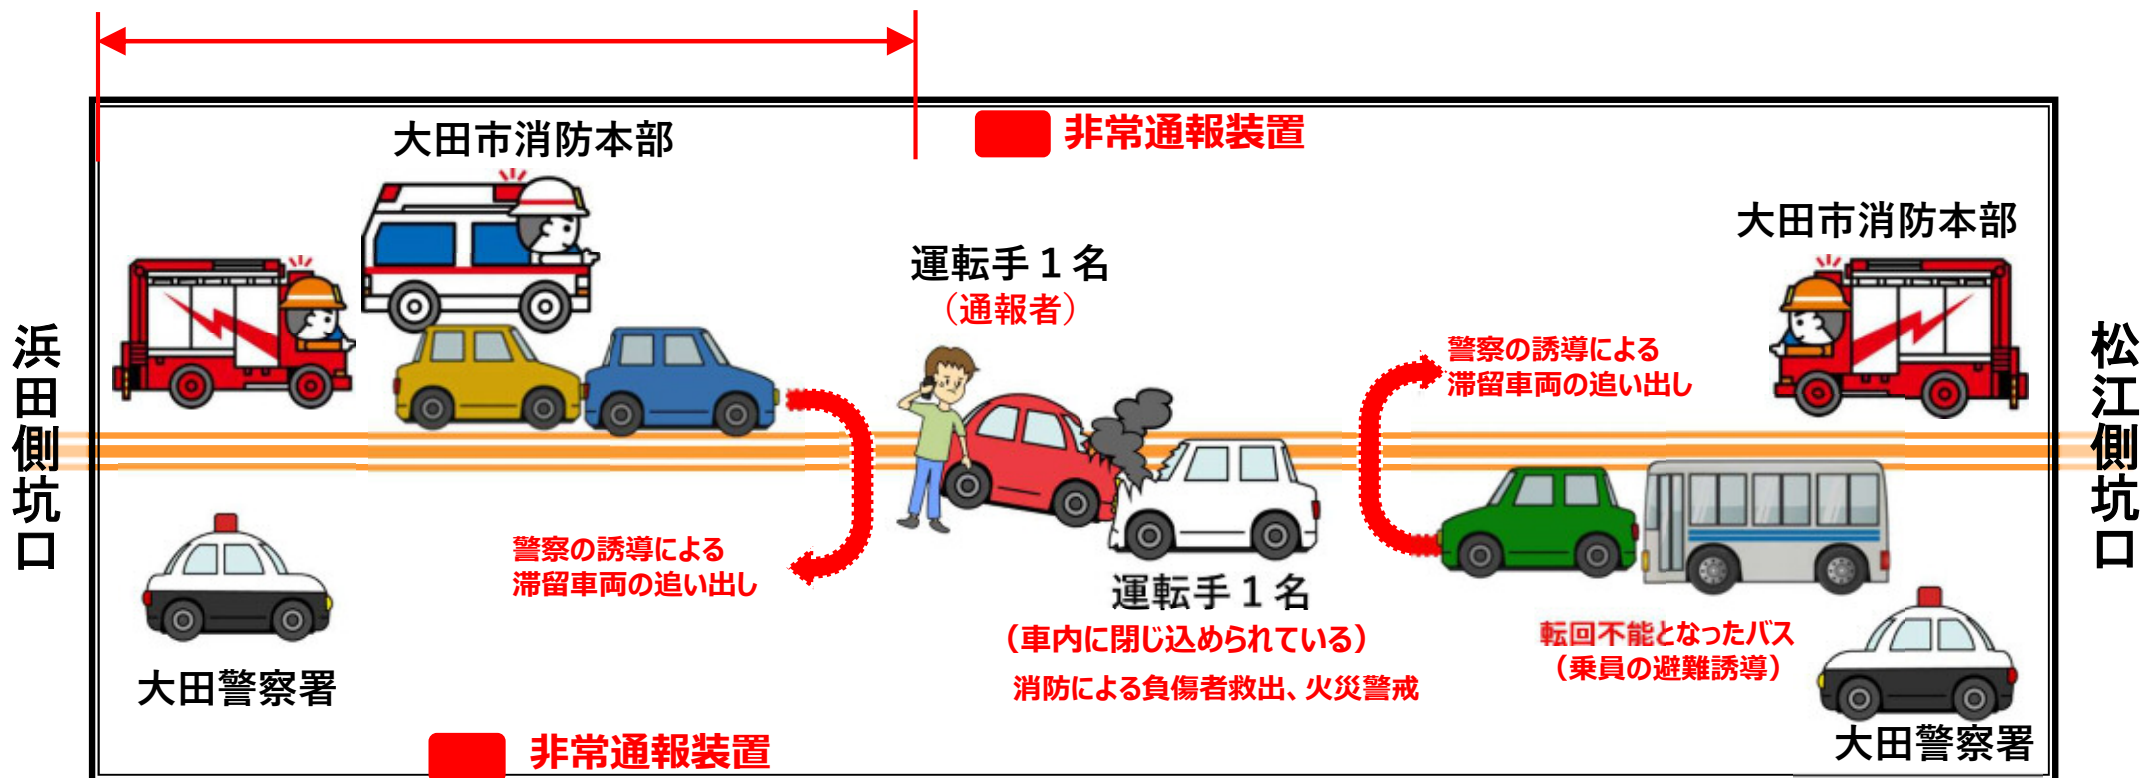 非常通報装置
大田市消防本部
大田市消防本部
運転手１名
（通報者）
警察の誘導による
滞留車両の追い出し
浜田側坑口
松江側坑口
警察の誘導による
滞留車両の追い出し
運転手１名
（車内に閉じ込められている）
消防による負傷者救出、火災警戒
転回不能となったバス
（乗員の避難誘導）
大田警察署
大田警察署
非常通報装置